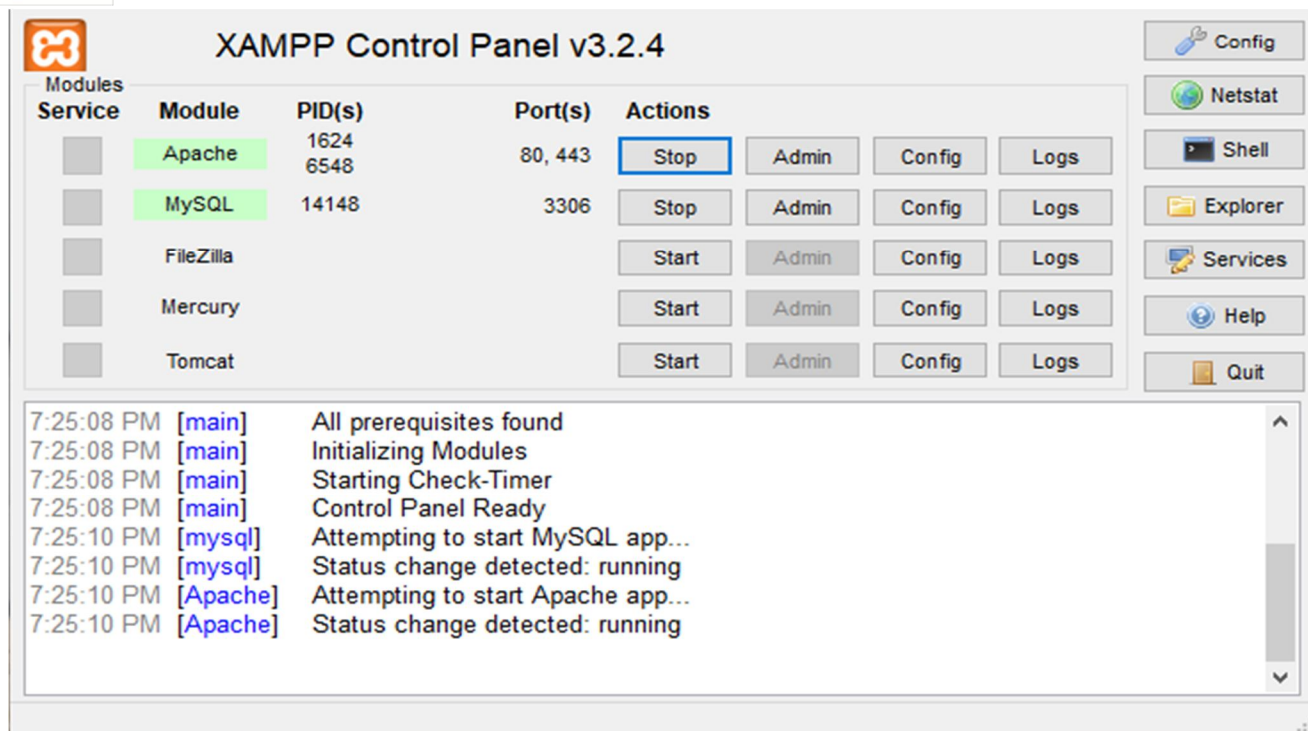 XAMPP Control Panel v3.2.4
Config
Modules
Netstat
Service Module PID(s) Port(s) Actions
Apache 1624 6548 80, 443 Stop Admin Config Logs
Shell
MySQL 14148 3306 Stop Admin Config Logs
Explorer
FileZilla Start Admin Config Logs
Services
Mercury Start Admin Config Logs
Help
Tomcat Start Admin Config Logs
Quit
7:25:08 PM [main] All prerequisites found
7:25:08 PM [main] Initializing Modules
7:25:08 PM [main] Starting Check-Timer
7:25:08 PM [main] Control Panel Ready
7:25:10 PM [mysql] Attempting to start MySQL app...
7:25:10 PM [mysql] Status change detected: running
7:25:10 PM [Apache] Attempting to start Apache app...
7:25:10 PM [Apache] Status change detected: running